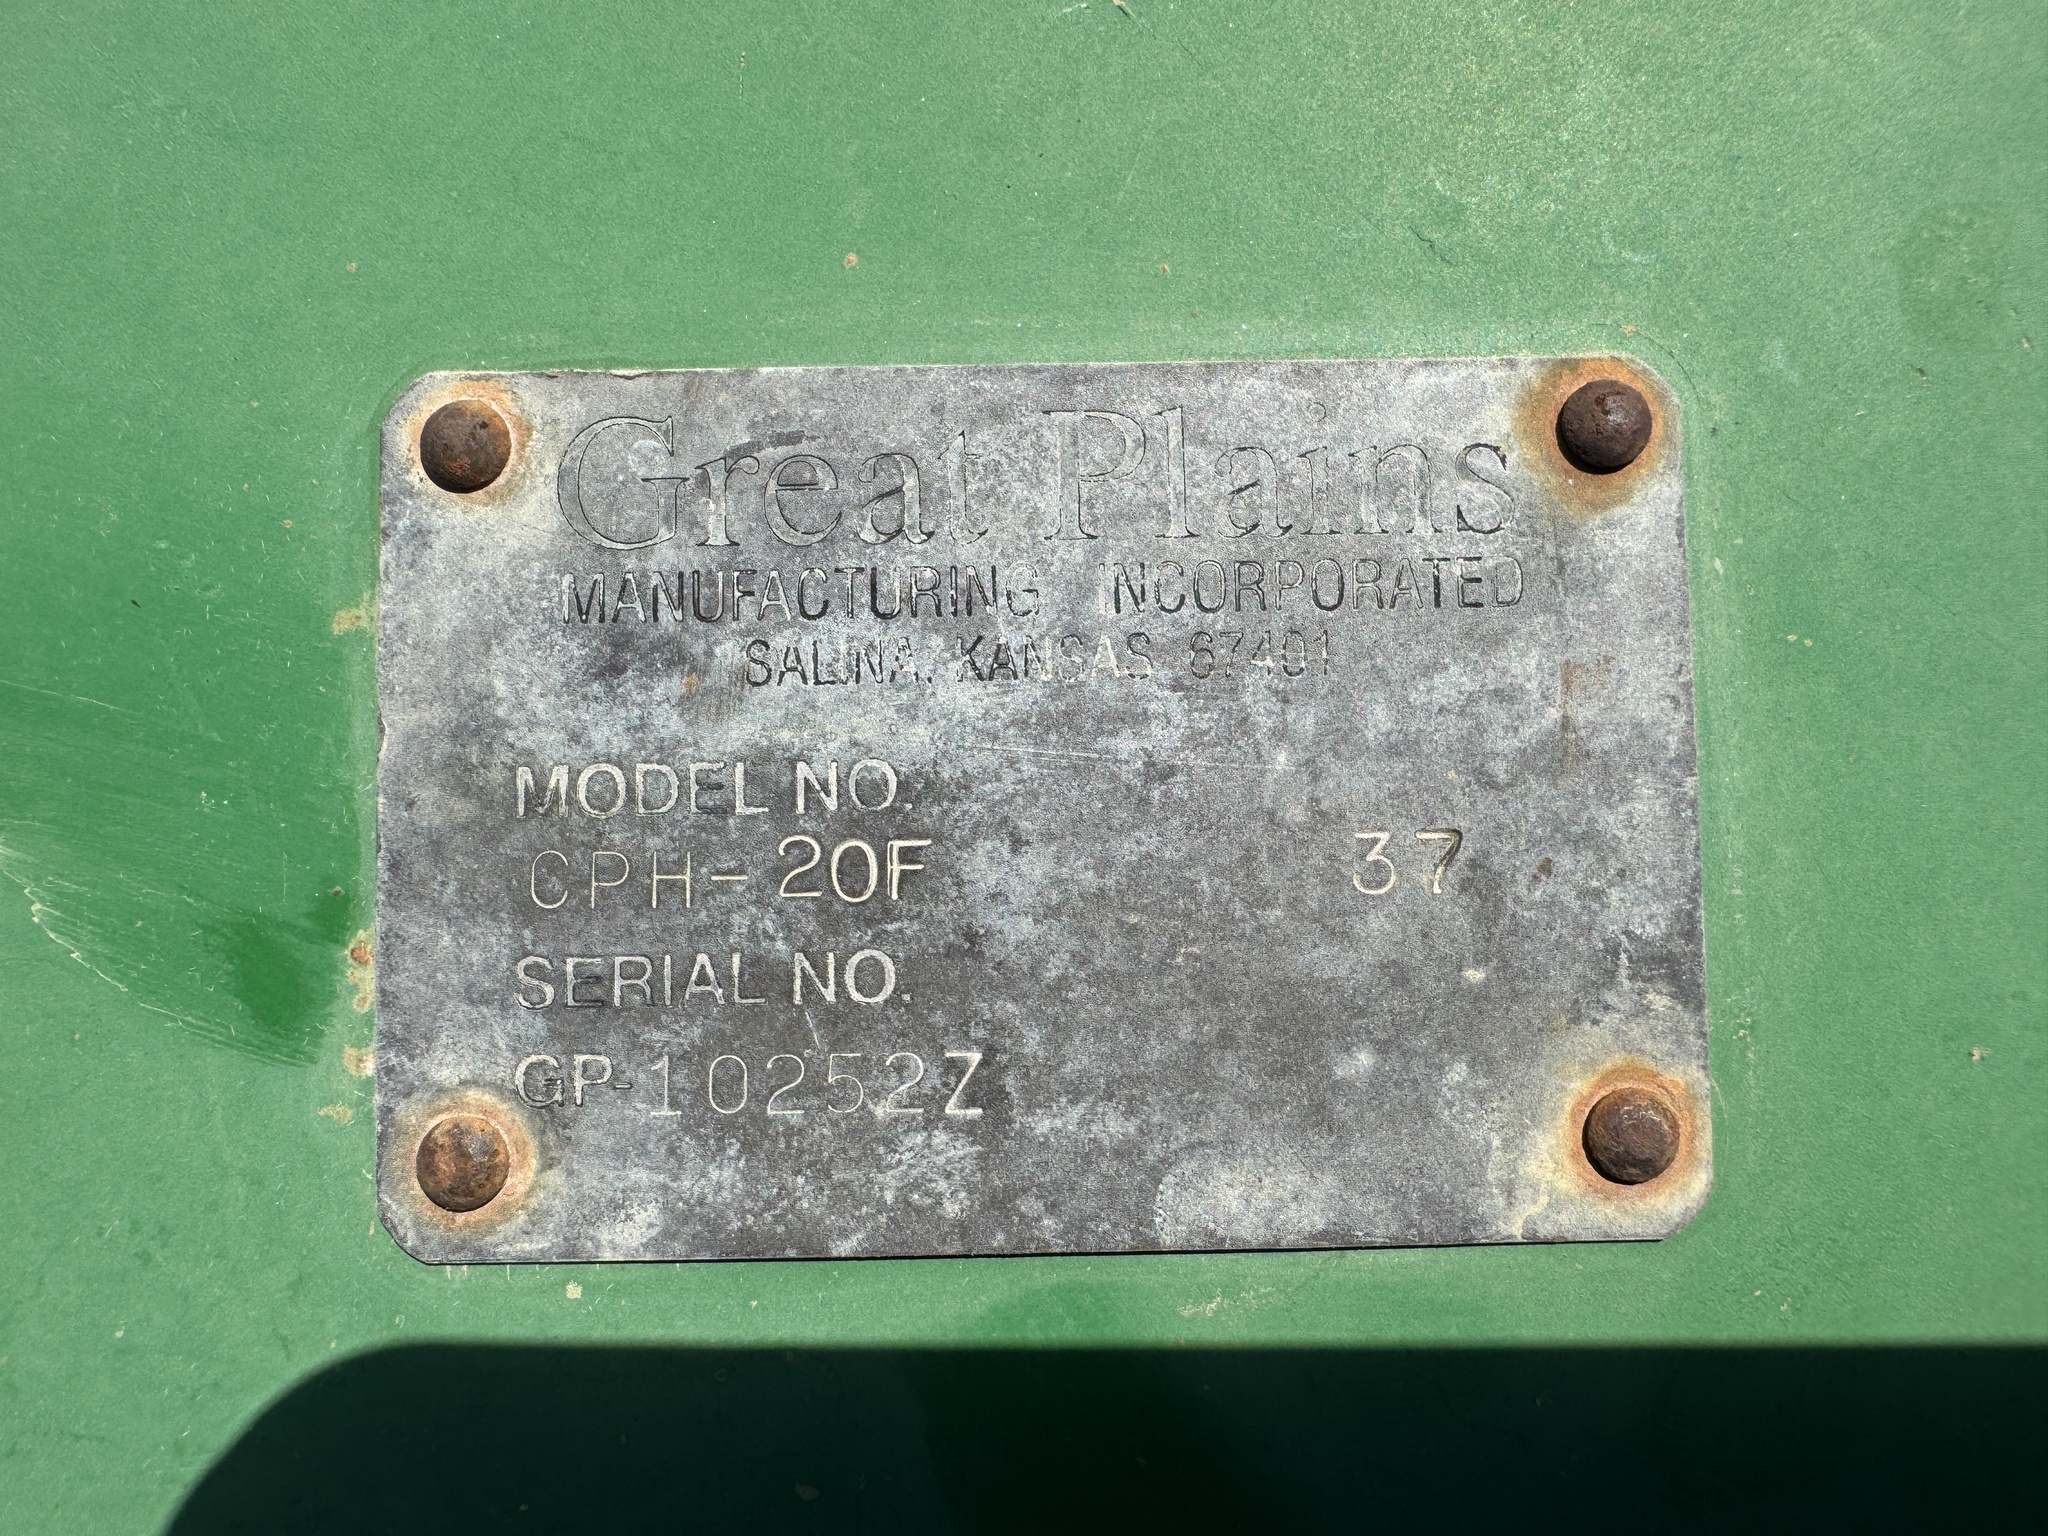 Great Plains
MANUFACTURING INCORPORATED
SALINA, KANSAS 67401
MODEL NO.
CPH-20F 37
SERIAL NO.
GP-10252Z